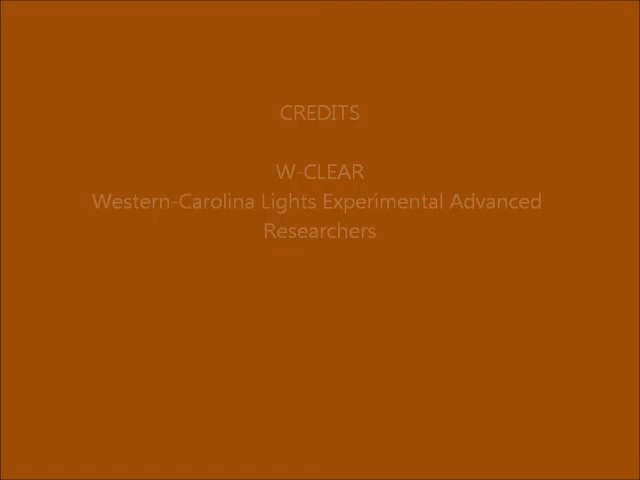 CREDITS
W-CLEAR
Western-Carolina Lights Experimental Advanced
Researchers